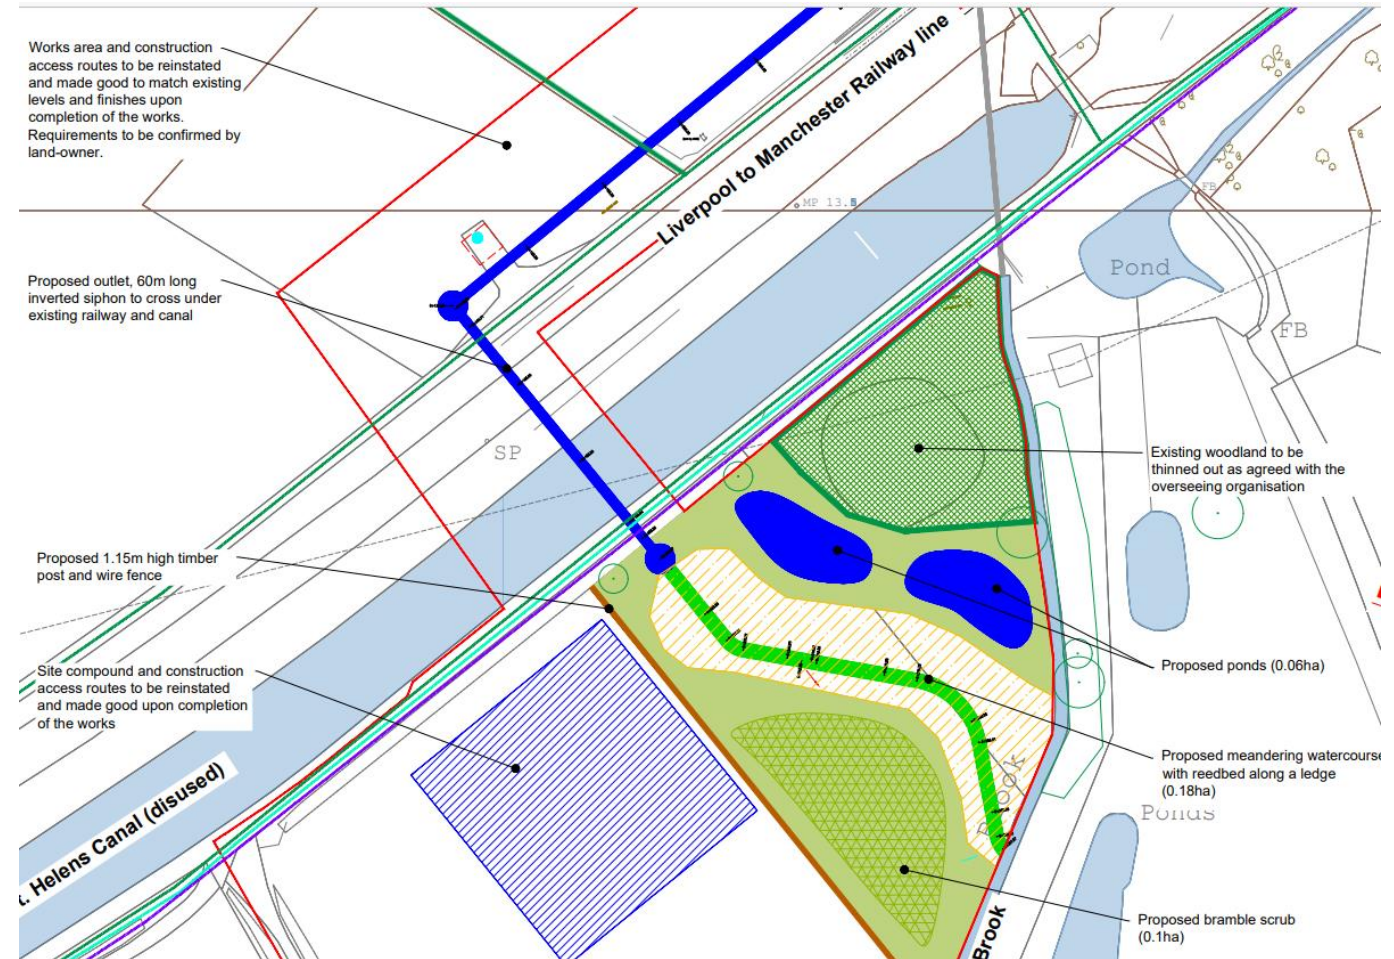 Works area and construction
access routes to be reinstated
and made good to match existing
levels and finishes upon
completion of the works.
Requirements to be confirmed by
land-owner.
Liverpool to Manchester Railway line
MP 13.
FB
Pond
Proposed outlet, 60m long
inverted siphon to cross under
existing railway and canal
FB
SP
Existing woodland to be
thinned out as agreed with the
overseeing organisation
Proposed 1.15m high timber
post and wire fence
Site compound and construction
access routes to be reinstated
and made good upon completion
of the works
Proposed ponds (0.06ha)
Proposed meandering watercourse
with reedbed along a ledge
(0.18ha)
Brook
Ponds
. Helens Canal (disused)
Proposed bramble scrub
(0.1ha)
Brook